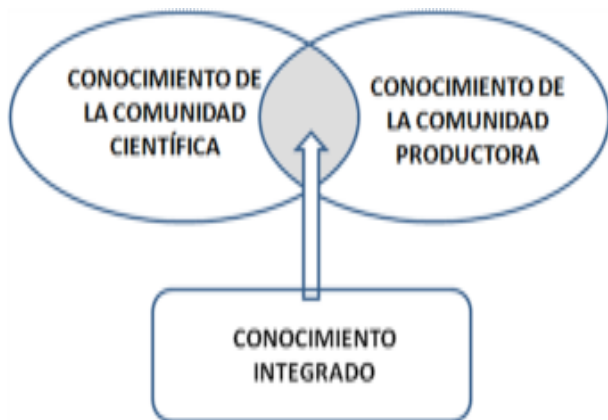 CONOCIMIENTO DE
LA COMUNIDAD
CIENTÍFICA
CONOCIMIENTO DE
LA COMUNIDAD
PRODUCTORA
CONOCIMIENTO
INTEGRADO